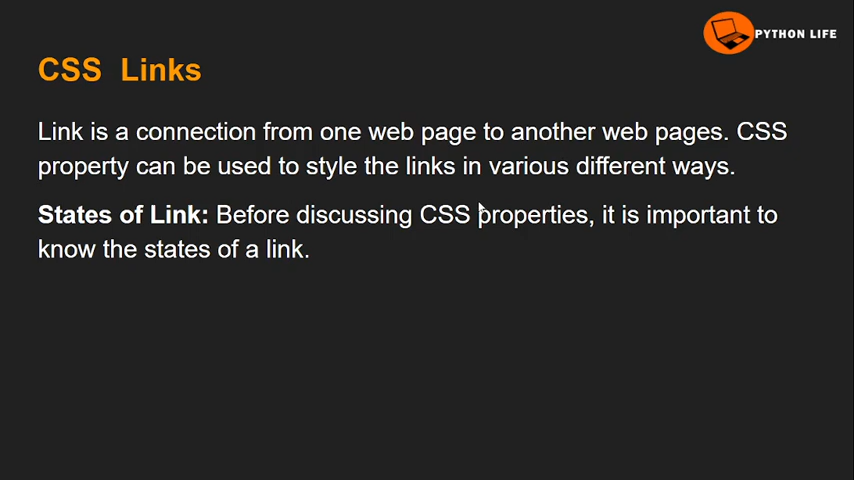 PYTHON LIFE
CSS Links
Link is a connection from one web page to another web pages. CSS
property can be used to style the links in various different ways.
States of Link: Before discussing CSS properties, it is important to
know the states of a link.